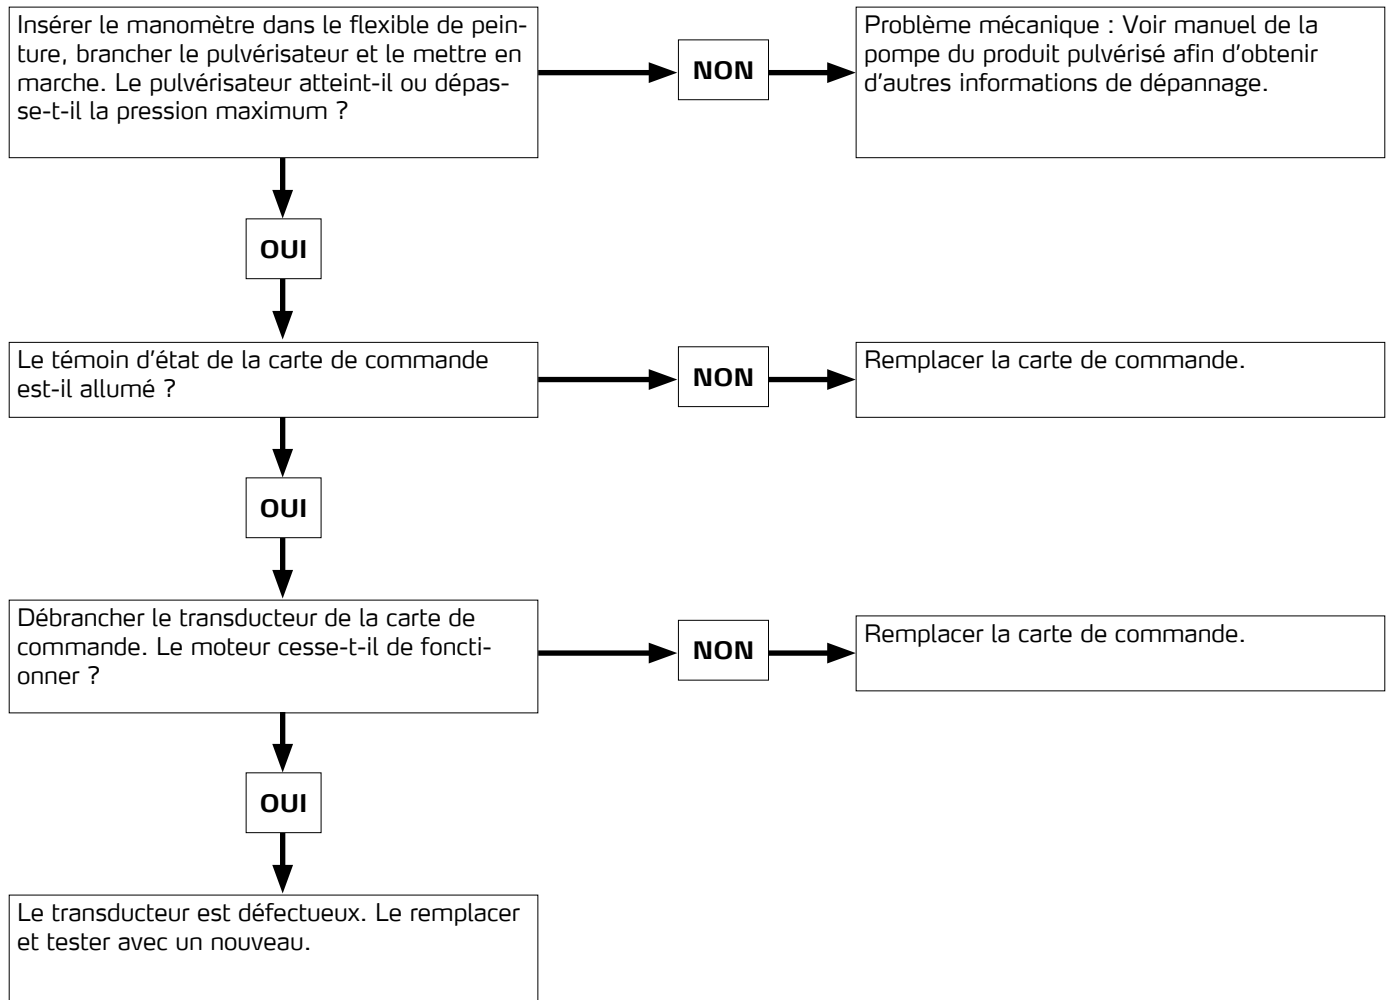 Insérer le manomètre dans le flexible de pein-
ture, brancher le pulvérisateur et le mettre en
marche. Le pulvérisateur atteint-il ou dépas-
se-t-il la pression maximum ?
NON
Problème mécanique : Voir manuel de la
pompe du produit pulvérisé afin d'obtenir
d'autres informations de dépannage.
OUI
Le témoin d'état de la carte de commande
est-il allumé ?
NON
Remplacer la carte de commande.
OUI
Débrancher le transducteur de la carte de
commande. Le moteur cesse-t-il de foncti-
onner ?
NON
Remplacer la carte de commande.
OUI
Le transducteur est défectueux. Le remplacer
et tester avec un nouveau.